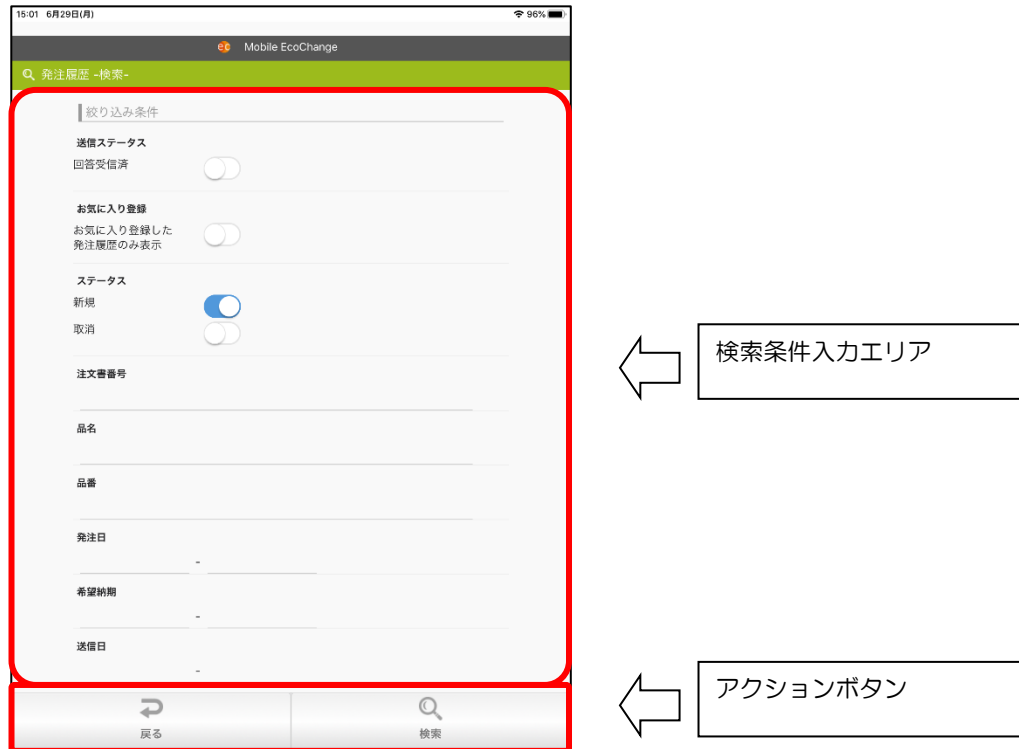 15:01 6月29日(月) 96%
ec Mobile EcoChange
発注履歴 -検索-
絞り込み条件
送信ステータス
回答受信済
お気に入り登録
お気に入り登録した
発注履歴のみ表示
ステータス
新規
取消
検索条件入力エリア
注文書番号
品名
品番
発注日
-
希望納期
-
送信日
-
アクションボタン
戻る 検索